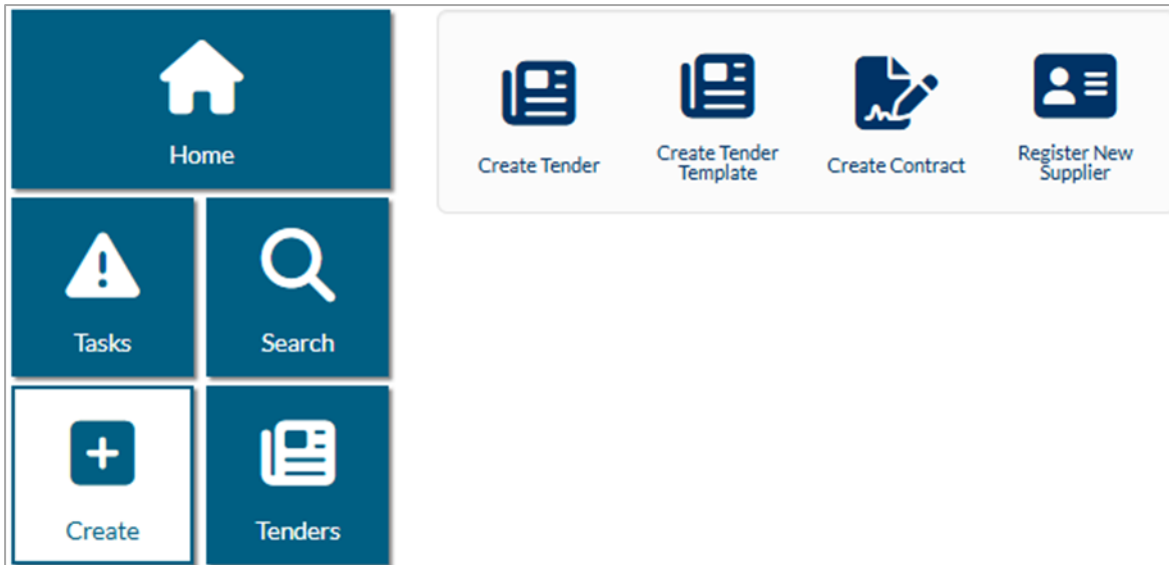 Home
Tasks
Search
Create
Tenders
Create Tender
Create Tender
Template
Create Contract
Register New
Supplier